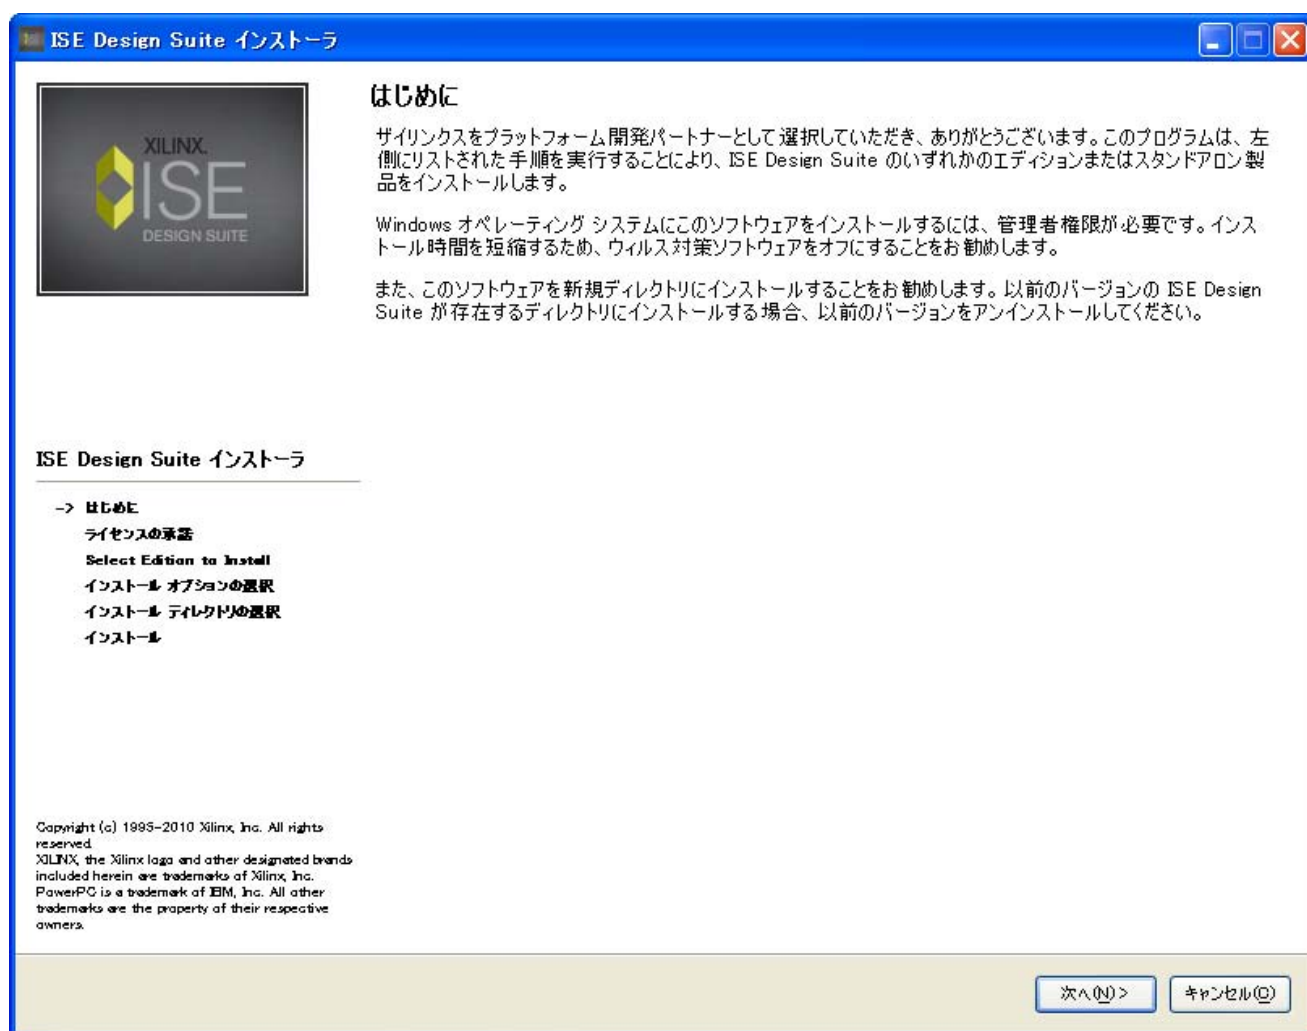 ISE Design Suite インストーラ
XILINX
ISE
DESIGN SUITE
はじめに
ザイリンクスをプラットフォーム開発パートナーとして選択していただき、ありがとうございます。このプログラムは、左
側にリストされた手順を実行することにより、ISE Design Suite のいずれかのエディションまたはスタンドアロン製
品をインストールします。
Windows オペレーティング システムにこのソフトウェアをインストールするには、管理者権限が必要です。インス
トール時間を短縮するため、ウィルス対策ソフトウェアをオフにすることをお勧めします。
また、このソフトウェアを新規ディレクトリにインストールすることをお勧めします。以前のバージョンの ISE Design
Suite が存在するディレクトリにインストールする場合、以前のバージョンをアンインストールしてください。
ISE Design Suite インストーラ
-> はじめに
ライセンスの承諾
Select Edition to Install
インストール オプションの選択
インストール ディレクトリの選択
インストール
Copyright (c) 1995-2010 Xilinx, Inc. All rights
reserved.
XILINX, the Xilinx logo and other designated brands
included herein are trademarks of Xilinx, Inc.
PowerPC is a trademark of IBM, Inc. All other
trademarks are the property of their respective
owners.
次へ(N) >
キャンセル(C)